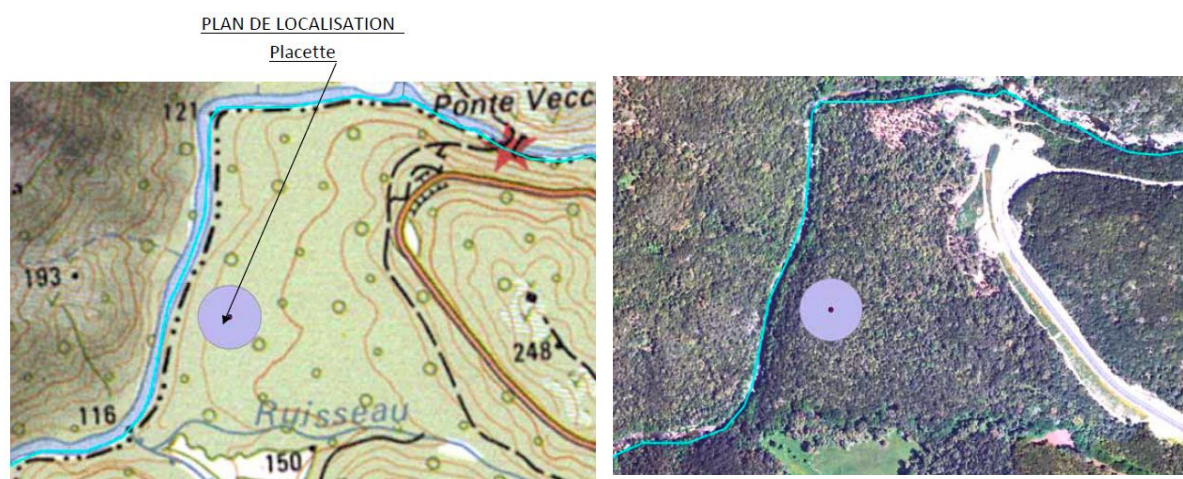 PLAN DE LOCALISATION
Placette
121
Ponte Vecc
193
248
116
Ruisseau
150